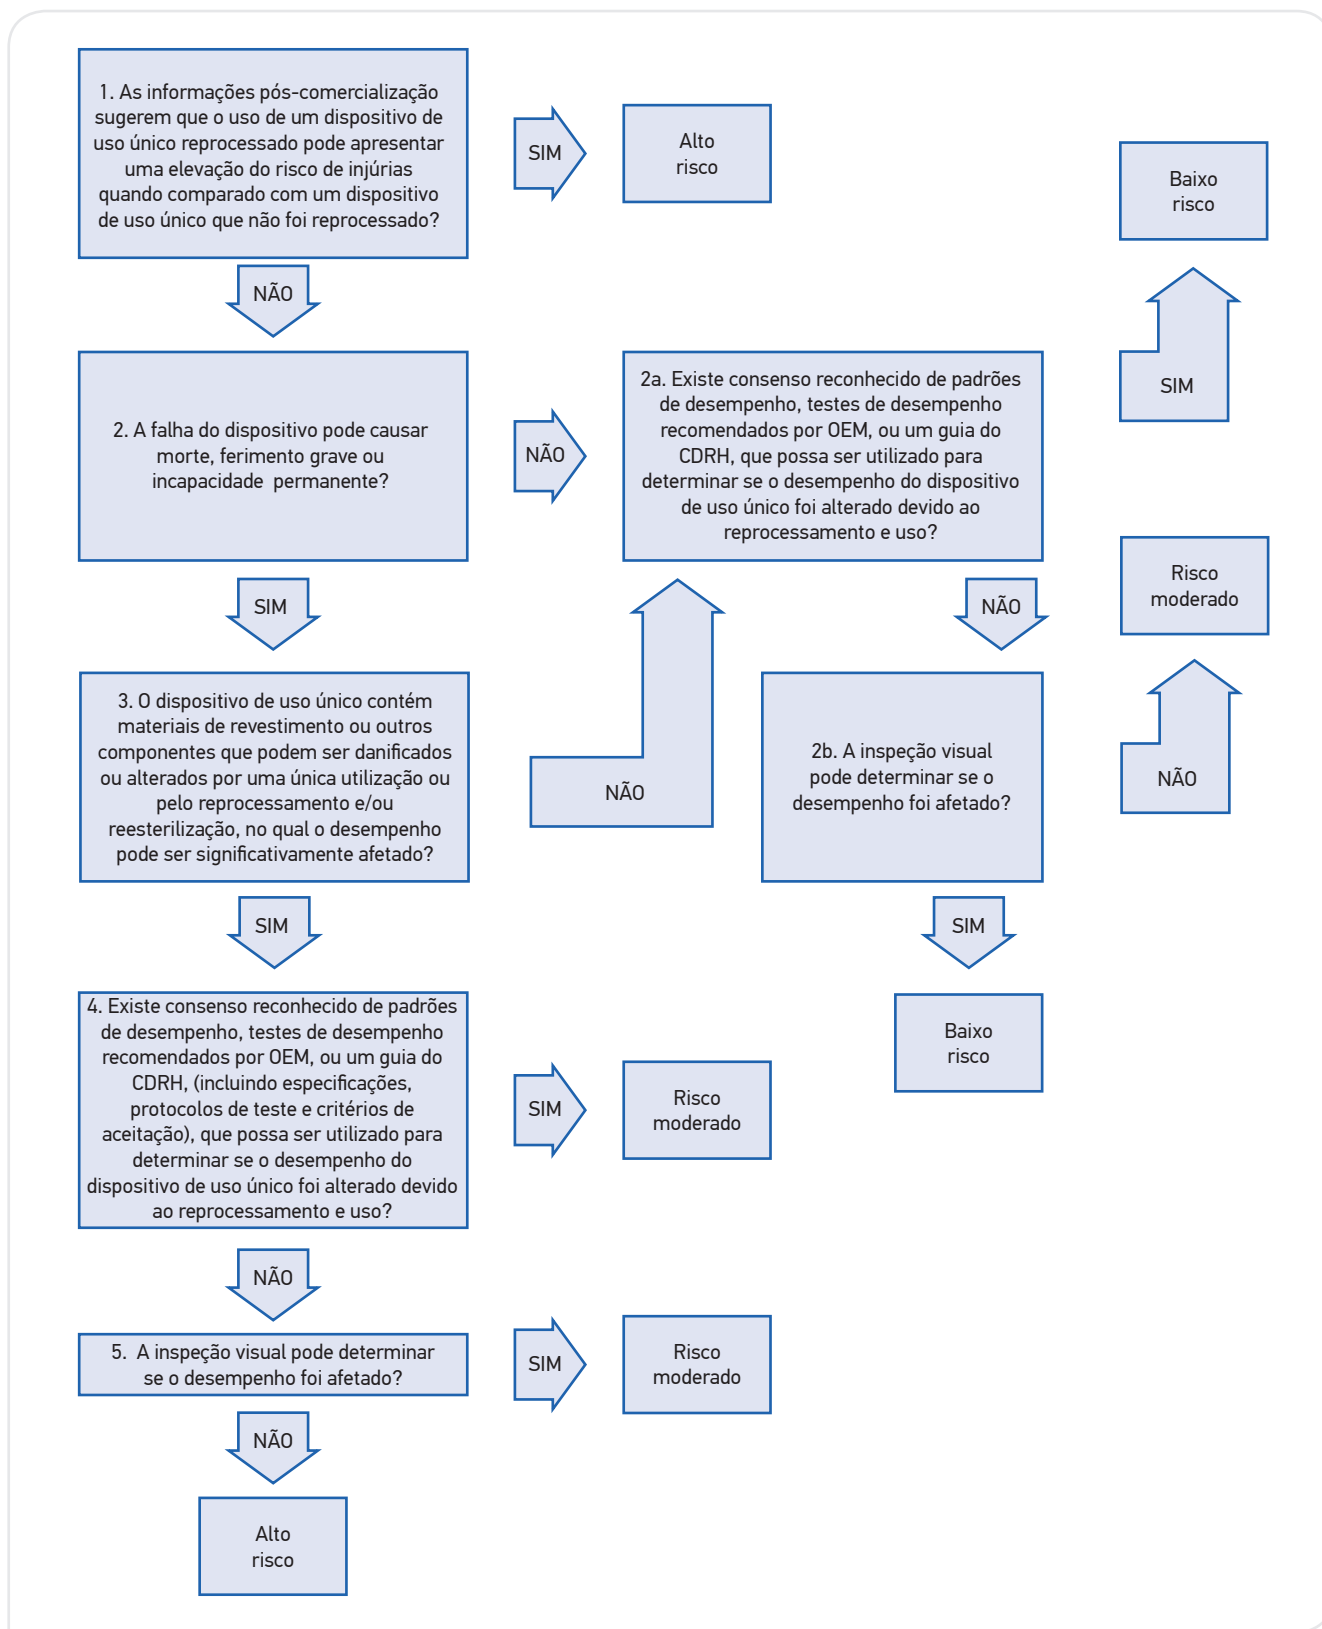 1. As informações pós-comercialização
sugerem que o uso de um dispositivo de
uso único reprocessado pode apresentar
uma elevação do risco de injúrias
quando comparado com um dispositivo
de uso único que não foi reprocessado?
SIM
Alto
risco
Baixo
risco
NÃO
SIM
2. A falha do dispositivo pode causar
morte, ferimento grave ou
incapacidade permanente?
NÃO
2a. Existe consenso reconhecido de padrões
de desempenho, testes de desempenho
recomendados por OEM, ou um guia do
CDRH, que possa ser utilizado para
determinar se o desempenho do dispositivo
de uso único foi alterado devido ao
reprocessamento e uso?
Risco
moderado
SIM
NÃO
3. O dispositivo de uso único contém
materiais de revestimento ou outros
componentes que podem ser danificados
ou alterados por uma única utilização ou
pelo reprocessamento e/ou
reesterilização, no qual o desempenho
pode ser significativamente afetado?
NÃO
2b. A inspeção visual
pode determinar se o
desempenho foi afetado?
NÃO
SIM
SIM
4. Existe consenso reconhecido de padrões
de desempenho, testes de desempenho
recomendados por OEM, ou um guia do
CDRH, (incluindo especificações,
protocolos de teste e critérios de
aceitação), que possa ser utilizado para
determinar se o desempenho do
dispositivo de uso único foi alterado devido
ao reprocessamento e uso?
SIM
Risco
moderado
Baixo
risco
NÃO
5. A inspeção visual pode determinar
se o desempenho foi afetado?
SIM
Risco
moderado
NÃO
Alto
risco